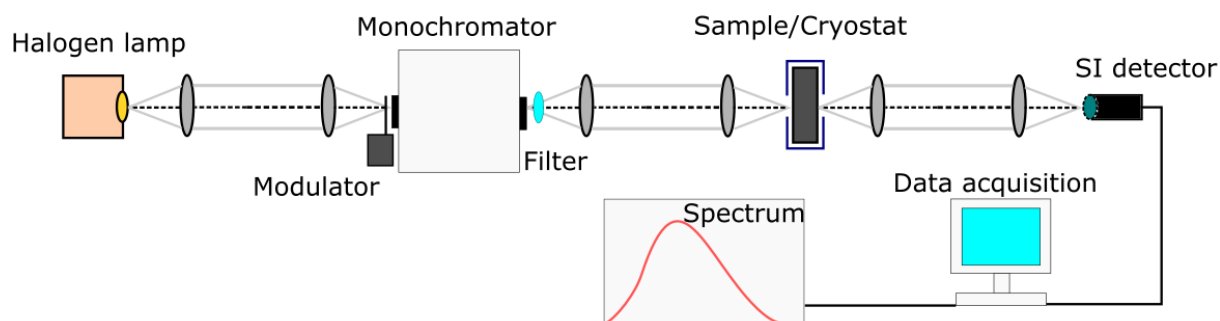 Halogen lamp
Monochromator
Sample/Cryostat
SI detector
Modulator
Filter
Data acquisition
Spectrum